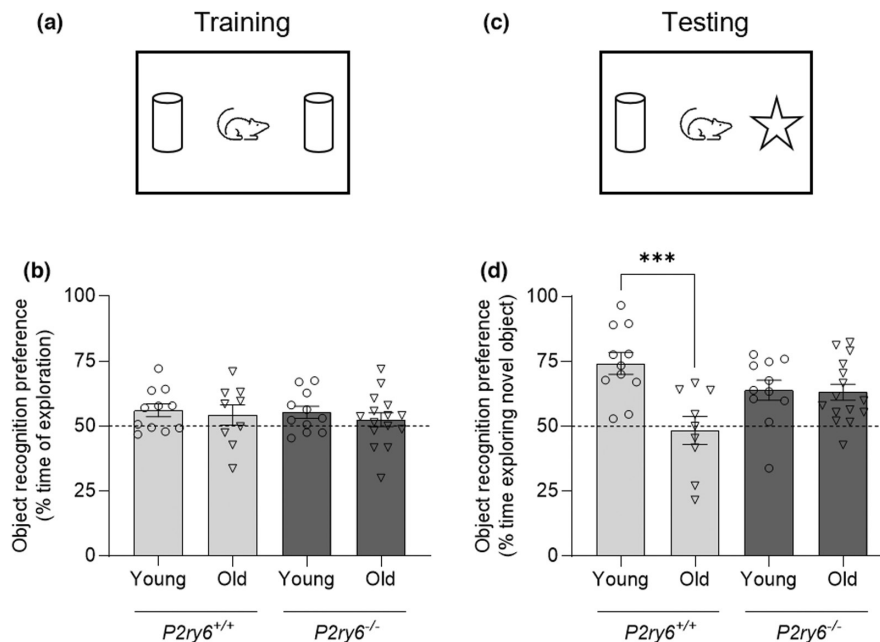 (a) Training
(c) Testing
(b)
Object recognition preference
(% time of exploration)
100
75
50
25
0
Young Old Young Old
P2ry6+/+ P2ry6-/-
(d)
Object recognition preference
(% time exploring novel object)
100
75
50
25
0
***
Young Old Young Old
P2ry6+/+ P2ry6-/-